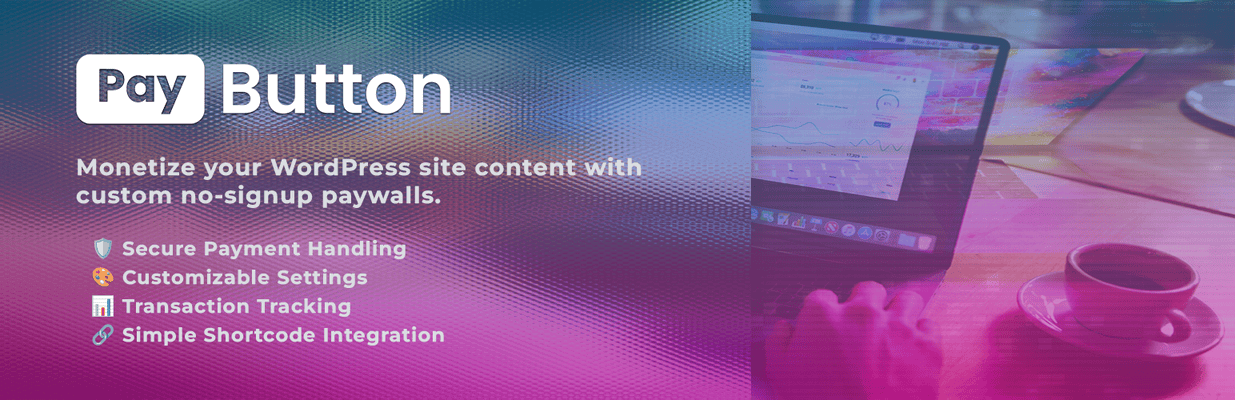 Pay Button
Monetize your WordPress site content with
custom no-signup paywalls.
🛡️ Secure Payment Handling
🎨 Customizable Settings
📊 Transaction Tracking
🔗 Simple Shortcode Integration